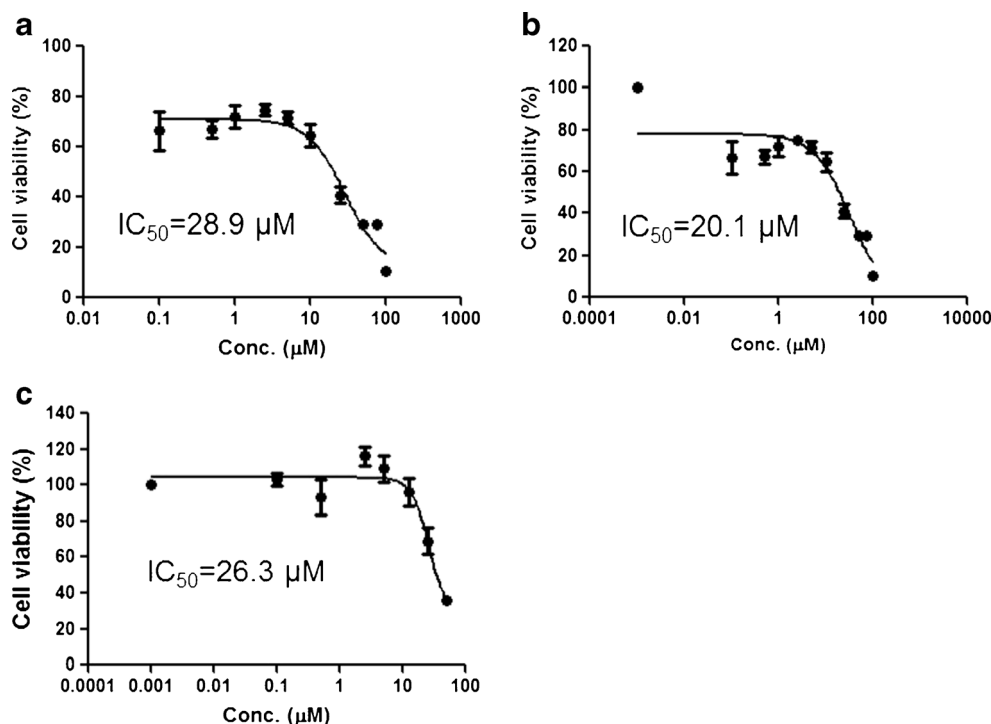 a
100
80
60
40
20
0
Cell viability (%)
IC50=28.9 µM
0.01 0.1 1 10 100 1000
Conc. (µM)
b
120
100
80
60
40
20
0
Cell viability (%)
IC50=20.1 µM
0.0001 0.01 1 100 10000
Conc. (µM)
c
140
120
100
80
60
40
20
0
Cell viability (%)
IC50=26.3 µM
0.0001 0.001 0.01 0.1 1 10 100
Conc. (µM)